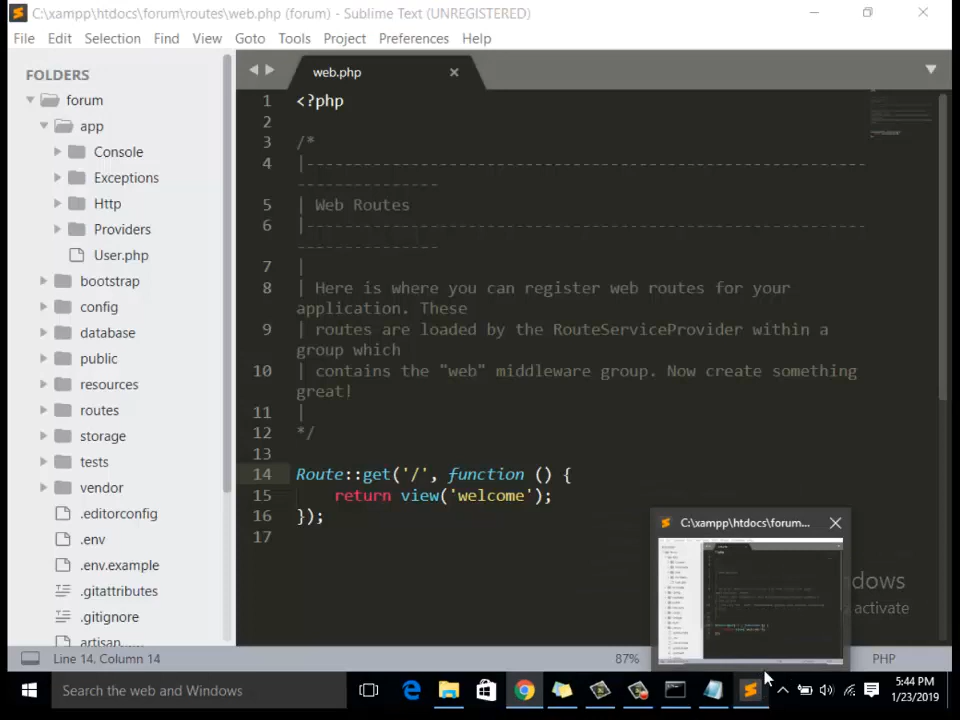 C:\xampp\htdocs\forum\routes\web.php (forum) - Sublime Text (UNREGISTERED)
File Edit Selection Find View Goto Tools Project Preferences Help
FOLDERS
forum
app
Console
Exceptions
Http
Providers
User.php
bootstrap
config
database
public
resources
routes
storage
tests
vendor
.editorconfig
.env
.env.example
.gitattributes
.gitignore
artisan
web.php
1 <?php
2
3 /*
4 |------------------------------------------------------------
---------------
5 | Web Routes
6 |------------------------------------------------------------
---------------
7 |
8 | Here is where you can register web routes for your
application. These
9 | routes are loaded by the RouteServiceProvider within a
group which
10 | contains the "web" middleware group. Now create something
great!
11 |
12 */
13
14 Route::get('/', function () {
15 return view('welcome');
16 });
17
C:\xampp\htdocs\forum...
ndows
activate
Line 14, Column 14
87%
PHP
Search the web and Windows
5:44 PM
1/23/2019